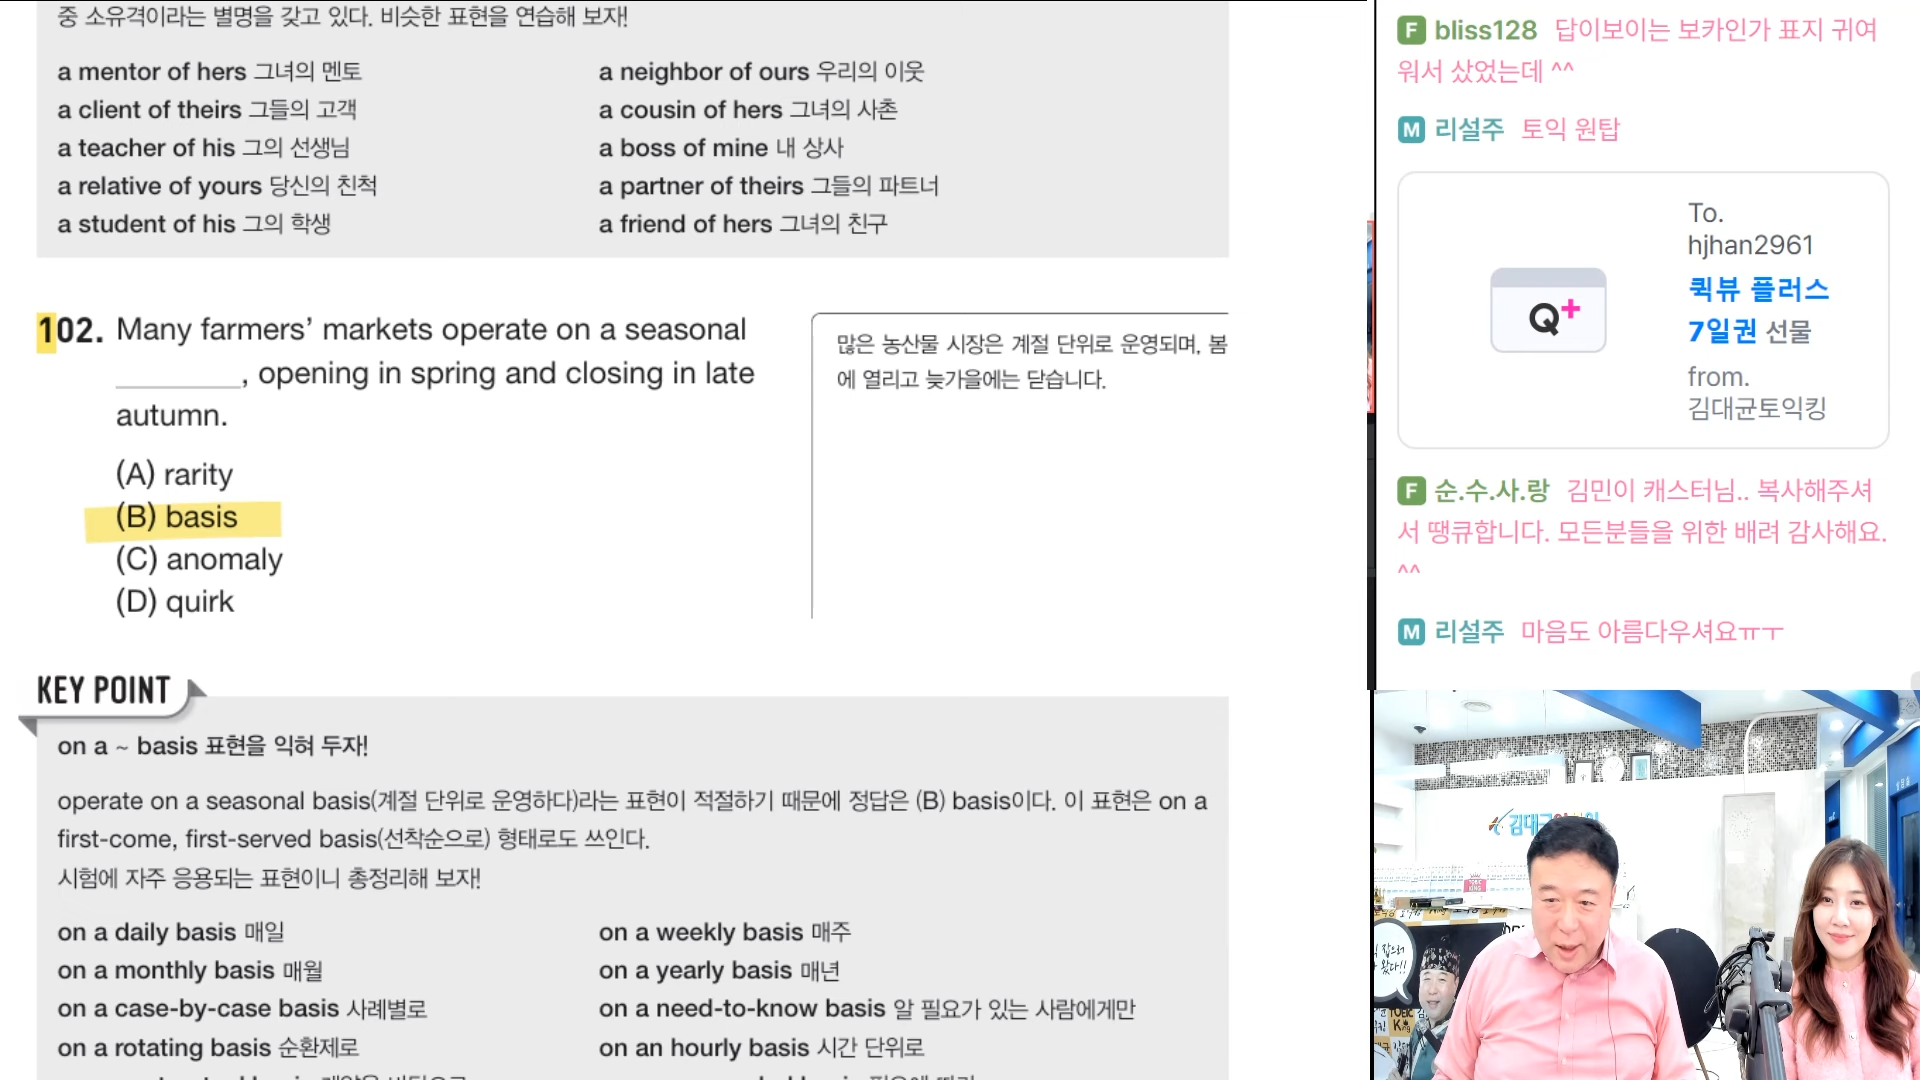 중 소유격이라는 별명을 갖고 있다. 비슷한 표현을 연습해 보자!
a mentor of hers 그녀의 멘토
a neighbor of ours 우리의 이웃
a client of theirs 그들의 고객
a cousin of hers 그녀의 사촌
a teacher of his 그의 선생님
a boss of mine 내 상사
a relative of yours 당신의 친척
a partner of theirs 그들의 파트너
a student of his 그의 학생
a friend of hers 그녀의 친구
102. Many farmers’ markets operate on a seasonal
________, opening in spring and closing in late
autumn.
(A) rarity
(B) basis
(C) anomaly
(D) quirk
많은 농산물 시장은 계절 단위로 운영되며, 봄
에 열리고 늦가을에는 닫습니다.
KEY POINT
on a ~ basis 표현을 익혀 두자!
operate on a seasonal basis(계절 단위로 운영하다)라는 표현이 적절하기 때문에 정답은 (B) basis이다. 이 표현은 on a
first-come, first-served basis(선착순으로) 형태로도 쓰인다.
시험에 자주 응용되는 표현이니 총정리해 보자!
on a daily basis 매일
on a weekly basis 매주
on a monthly basis 매월
on a yearly basis 매년
on a case-by-case basis 사례별로
on a need-to-know basis 알 필요가 있는 사람에게만
on a rotating basis 순환제로
on an hourly basis 시간 단위로
F bliss128 답이보이는 보카인가 표지 귀여
워서 샀었는데 ^^
M 리설주 토익 원탑
To.
hjhan2961
퀵뷰 플러스
7일권 선물
from.
김대균토익킹
Q+
F 순.수.사.랑 김민이 캐스터님.. 복사해주셔
서 땡큐합니다. 모든분들을 위한 배려 감사해요.
^^
M 리설주 마음도 아름다우셔요ㅠㅜ
김대균